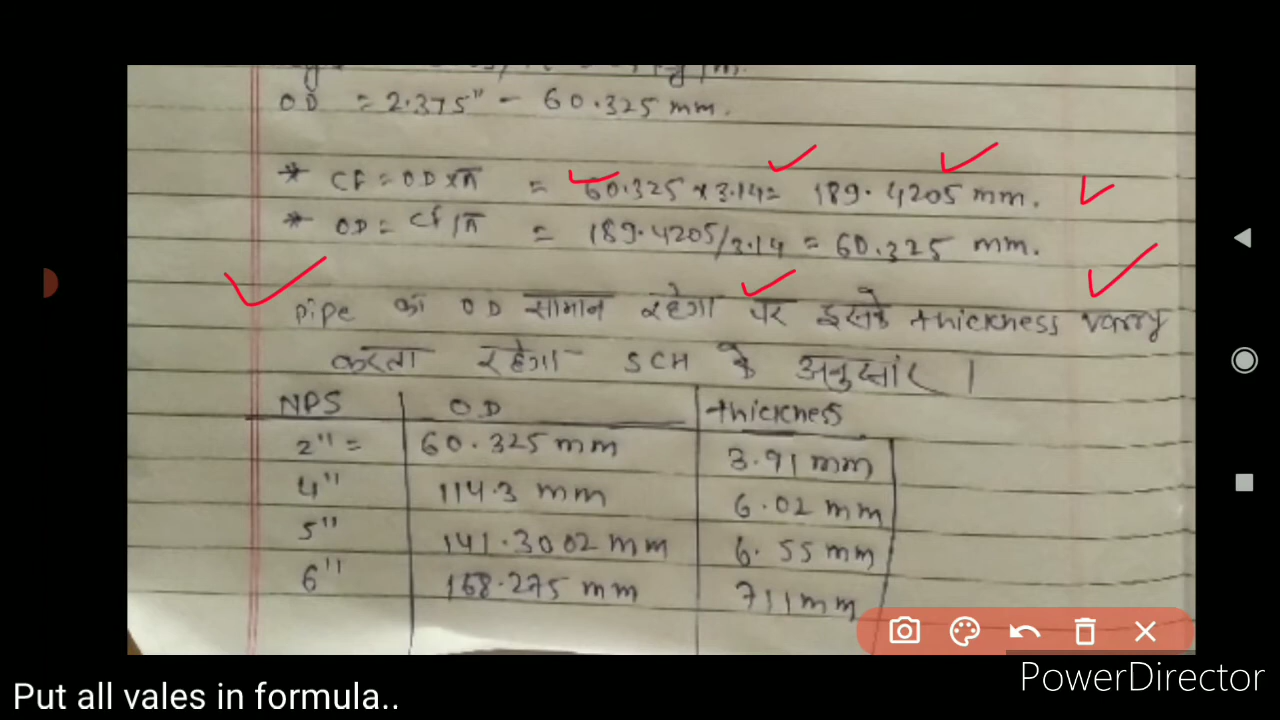 OD = 2.375" - 60.325 mm.
* CF = OD x π = 60.325 x 3.14 = 189.4205 mm.
* OD = CF/π = 189.4205/3.14 = 60.325 mm.
pipe का OD सामान रहेगा पर इसके thickness varry
करता रहेगा SCH के अनुसार ।
NPS OD thickness
2" = 60.325 mm 3.91 mm
4" 114.3 mm 6.02 mm
5" 141.3002 mm 6.55 mm
6" 168.275 mm 711 mm
PowerDirector
Put all vales in formula..